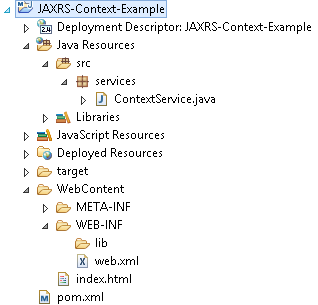 JAXRS-Context-Example
Deployment Descriptor: JAXRS-Context-Example
Java Resources
src
services
ContextService.java
Libraries
JavaScript Resources
Deployed Resources
target
WebContent
META-INF
WEB-INF
lib
web.xml
index.html
pom.xml